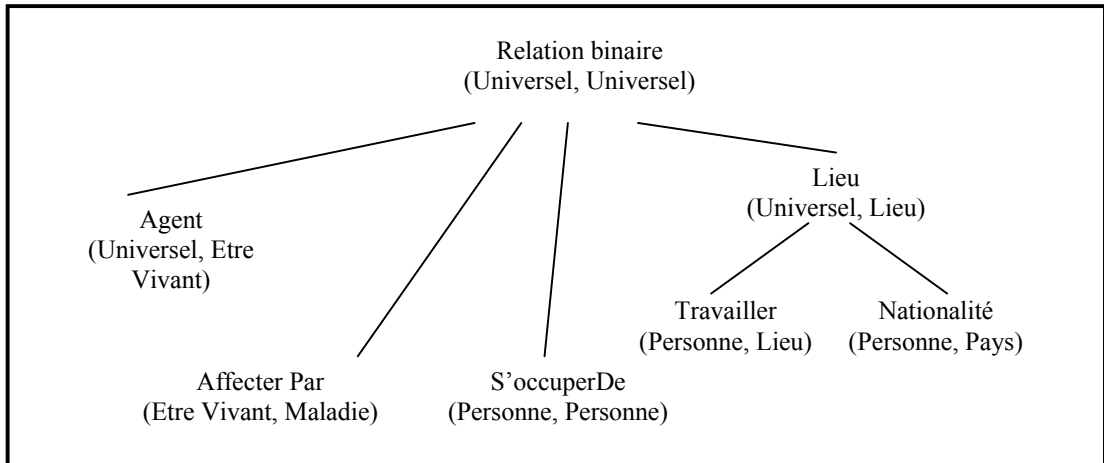 Relation binaire
(Universel, Universel)
Lieu
(Universel, Lieu)
Agent
(Universel, Etre
Vivant)
Travailler
(Personne, Lieu)
Nationalité
(Personne, Pays)
Affecter Par
(Etre Vivant, Maladie)
S’occuperDe
(Personne, Personne)